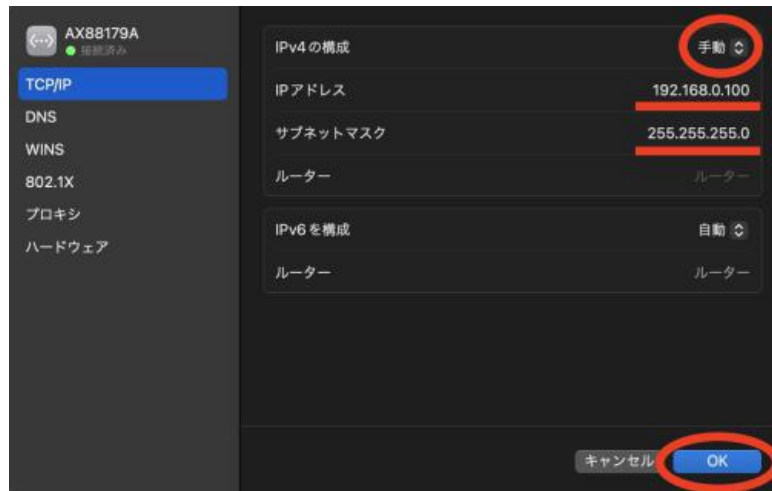 AX88179A
接続済み
TCP/IP
DNS
WINS
802.1X
プロキシ
ハードウェア
IPv4の構成 手動
IPアドレス 192.168.0.100
サブネットマスク 255.255.255.0
ルーター ルーター
IPv6を構成 自動
ルーター ルーター
キャンセル OK